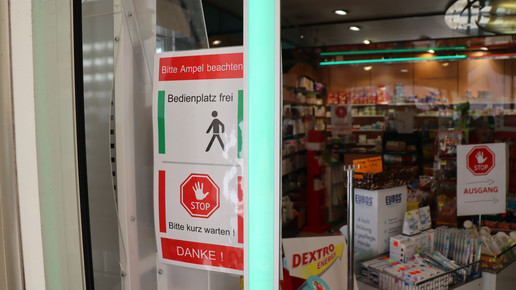 Bitte Ampel beachten
Bedienplatz frei
STOP
Bitte kurz warten !
DANKE !
DEXTRO
ENERGY
STOP
AUSGANG